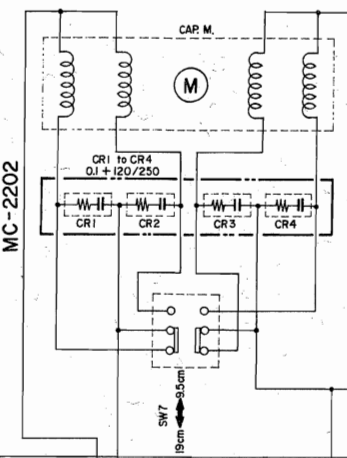 CAP. M.
M
MC-2202
CR1 to CR4
0.1 + 120/250
CR1
CR2
CR3
CR4
SW7
19cm
9.5cm